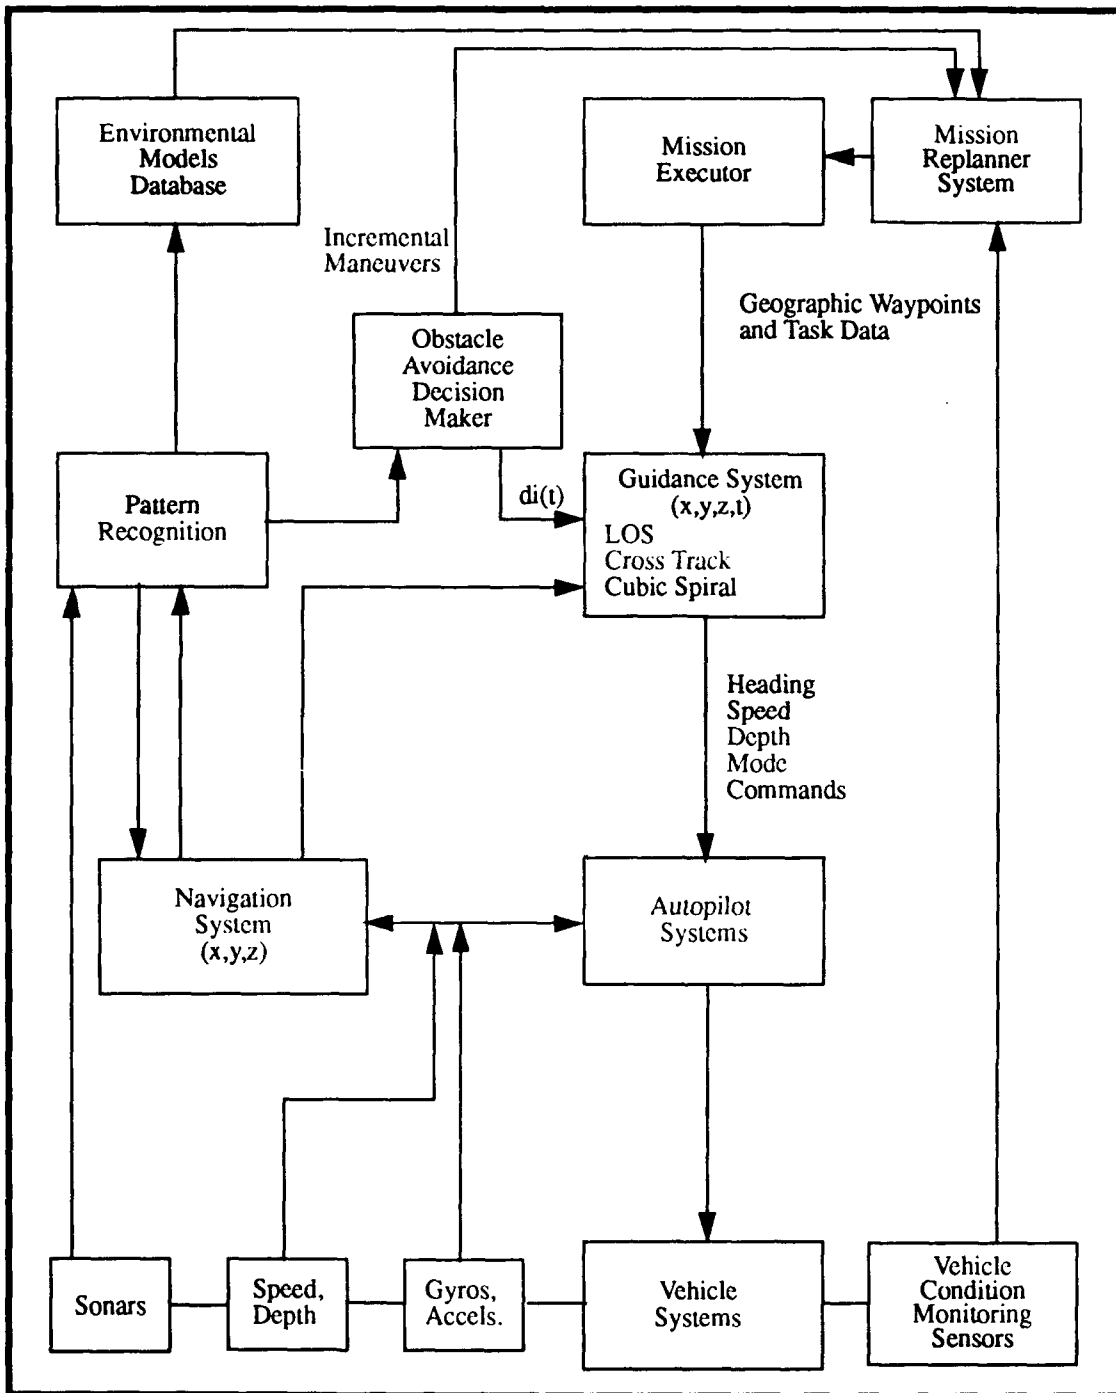 Environmental
Models
Database
Mission
Executor
Mission
Replanner
System
Incremental
Maneuvers
Geographic Waypoints
and Task Data
Obstacle
Avoidance
Decision
Maker
Pattern
Recognition
di(t)
Guidance System
(x,y,z,t)
LOS
Cross Track
Cubic Spiral
Heading
Speed
Depth
Mode
Commands
Navigation
System
(x,y,z)
Autopilot
Systems
Sonars
Speed,
Depth
Gyros,
Accels.
Vehicle
Systems
Vehicle
Condition
Monitoring
Sensors